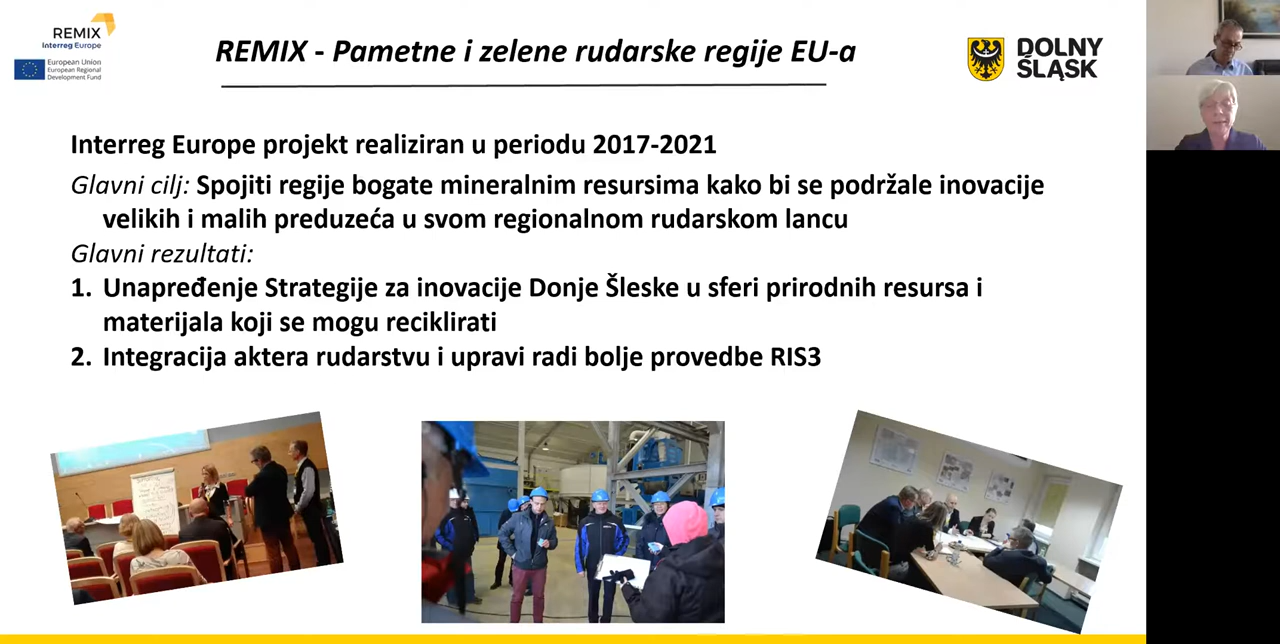 REMIX
Interreg Europe
European Union
European Regional
Development Fund
REMIX - Pametne i zelene rudarske regije EU-a
DOLNY
ŚLĄSK
Interreg Europe projekt realiziran u periodu 2017-2021
Glavni cilj: Spojiti regije bogate mineralnim resursima kako bi se podržale inovacije
velikih i malih preduzeća u svom regionalnom rudarskom lancu
Glavni rezultati:
1. Unapređenje Strategije za inovacije Donje Šleske u sferi prirodnih resursa i
materijala koji se mogu reciklirati
2. Integracija aktera rudarstvu i upravi radi bolje provedbe RIS3